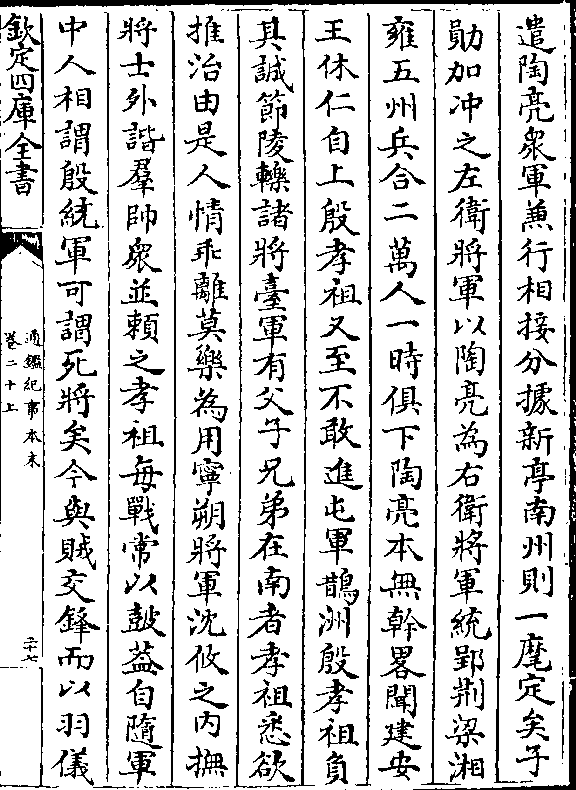 遣陶亮衆軍兼行相接分據新亭南州則一麾定矣子
勛加冲之左衛將軍以陶亮為右衛將軍統郢荆梁湘
雍五州兵合二萬人一時俱下陶亮本無幹畧聞建安
王休仁自上殷孝祖又至不敢進屯軍鵲洲殷孝祖負
其誠節陵轢諸將臺軍有父子兄弟在南者孝祖悉欲
推治由是人情乖離莫樂為用寧朔將軍沈攸之内撫
將士外諧羣帥衆並賴之孝祖毎戰常以鼓葢自隨軍
中人相謂殷統軍可謂死將矣今與賊交鋒而以羽儀
欽定四庫全書
通鑑紀事本末
卷二十上
二十七